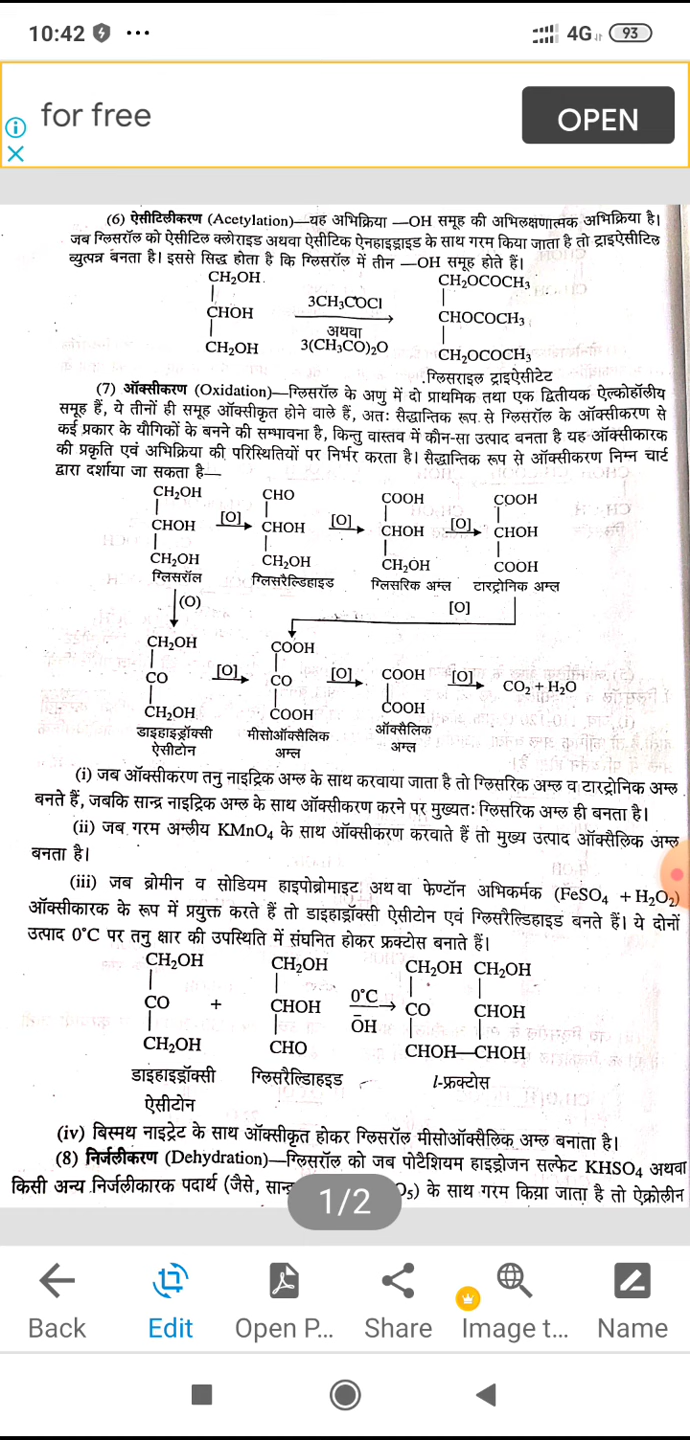 10:42 ... 4G 93
for free
OPEN
(6) ऐसीटिलीकरण (Acetylation)—यह अभिक्रिया —OH समूह की अभिलक्षणात्मक अभिक्रिया है।
जब ग्लिसरॉल को ऐसीटिल क्लोराइड अथवा ऐसीटिक ऐनहाइड्राइड के साथ गरम किया जाता है तो ट्राइऐसीटिल
व्युत्पन्न बनता है। इससे सिद्ध होता है कि ग्लिसरॉल में तीन —OH समूह होते हैं।
CH₂OH CH₂OCOCH₃
3CH₃COCl
CHOH CHOCOCH₃
अथवा
CH₂OH 3(CH₃CO)₂O CH₂OCOCH₃
ग्लिसराइल ट्राइऐसीटेट
(7) ऑक्सीकरण (Oxidation)—ग्लिसरॉल के अणु में दो प्राथमिक तथा एक द्वितीयक ऐल्कोहॉलीय
समूह हैं, ये तीनों ही समूह ऑक्सीकृत होने वाले हैं, अतः सैद्धान्तिक रूप से ग्लिसरॉल के ऑक्सीकरण से
कई प्रकार के यौगिकों के बनने की सम्भावना है, किन्तु वास्तव में कौन-सा उत्पाद बनता है यह ऑक्सीकारक
की प्रकृति एवं अभिक्रिया की परिस्थितियों पर निर्भर करता है। सैद्धान्तिक रूप से ऑक्सीकरण निम्न चार्ट
द्वारा दर्शाया जा सकता है—
CH₂OH CHO COOH COOH
CHOH [O] CHOH [O] CHOH [O] CHOH
CH₂OH CH₂OH CH₂OH COOH
ग्लिसरॉल ग्लिसरैल्डिहाइड ग्लिसरिक अम्ल टारट्रोनिक अम्ल
(O) [O]
CH₂OH COOH
CO [O] CO [O] COOH [O] CO₂ + H₂O
CH₂OH COOH COOH
डाइहाइड्रॉक्सी मीसोऑक्सैलिक ऑक्सैलिक
ऐसीटोन अम्ल अम्ल
(i) जब ऑक्सीकरण तनु नाइट्रिक अम्ल के साथ करवाया जाता है तो ग्लिसरिक अम्ल व टारट्रोनिक अम्ल
बनते हैं, जबकि सान्द्र नाइट्रिक अम्ल के साथ ऑक्सीकरण करने पर मुख्यतः ग्लिसरिक अम्ल ही बनता है।
(ii) जब गरम अम्लीय KMnO₄ के साथ ऑक्सीकरण करवाते हैं तो मुख्य उत्पाद ऑक्सैलिक अम्ल
बनता है।
(iii) जब ब्रोमीन व सोडियम हाइपोब्रोमाइट अथवा फेण्टॉन अभिकर्मक (FeSO₄ + H₂O₂)
ऑक्सीकारक के रूप में प्रयुक्त करते हैं तो डाइहाइड्रॉक्सी ऐसीटोन एवं ग्लिसरैल्डिहाइड बनते हैं। ये दोनों
उत्पाद 0°C पर तनु क्षार की उपस्थिति में संघनित होकर फ्रक्टोस बनाते हैं।
CH₂OH CH₂OH CH₂OH CH₂OH
CO + CHOH 0°C CO CHOH
ŌH
CH₂OH CHO CHOH—CHOH
डाइहाइड्रॉक्सी ग्लिसरैल्डिाहइड l-फ्रक्टोस
ऐसीटोन
(iv) बिस्मथ नाइट्रेट के साथ ऑक्सीकृत होकर ग्लिसरॉल मीसोऑक्सैलिक अम्ल बनाता है।
(8) निर्जलीकरण (Dehydration)—ग्लिसरॉल को जब पोटैशियम हाइड्रोजन सल्फेट KHSO₄ अथवा
किसी अन्य निर्जलीकारक पदार्थ (जैसे, सान्द्र O₅) के साथ गरम किया जाता है तो ऐक्रोलीन
1/2
Back Edit Open P... Share Image t... Name